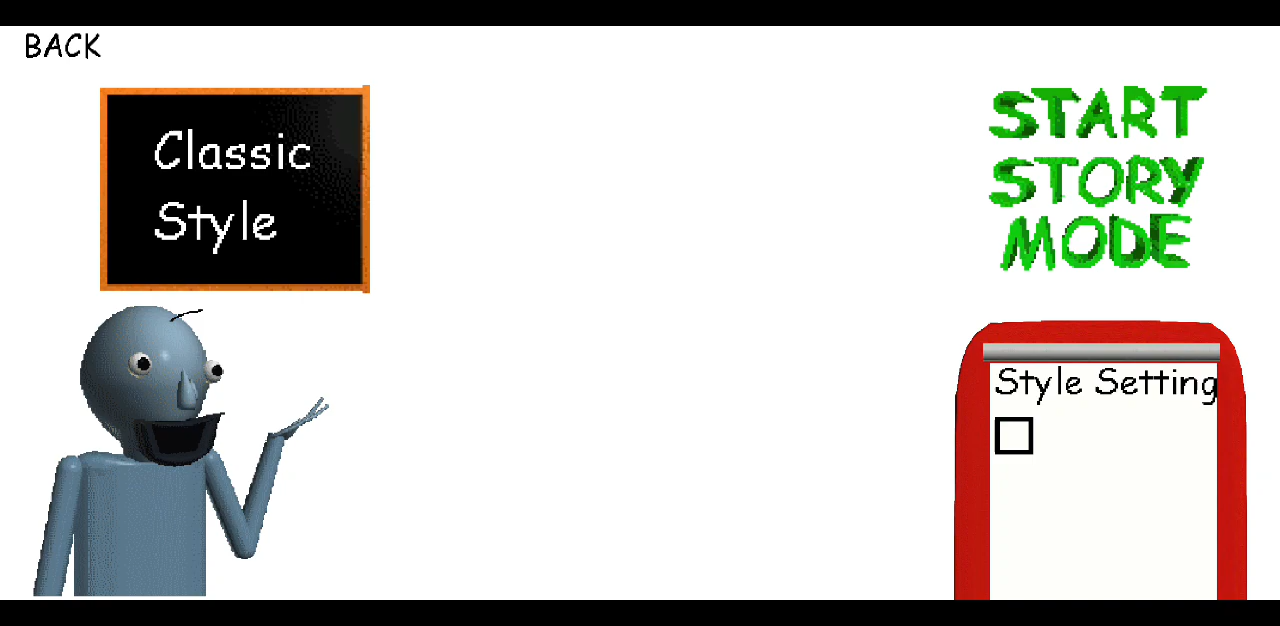 BACK
Classic
Style
START
STORY
MODE
Style Setting